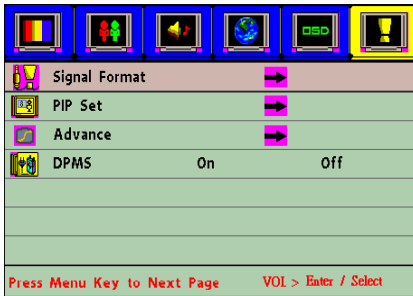 OSD
Signal Format
PIP Set
Advance
DPMS On Off
Press Menu Key to Next Page VOL > Enter / Select